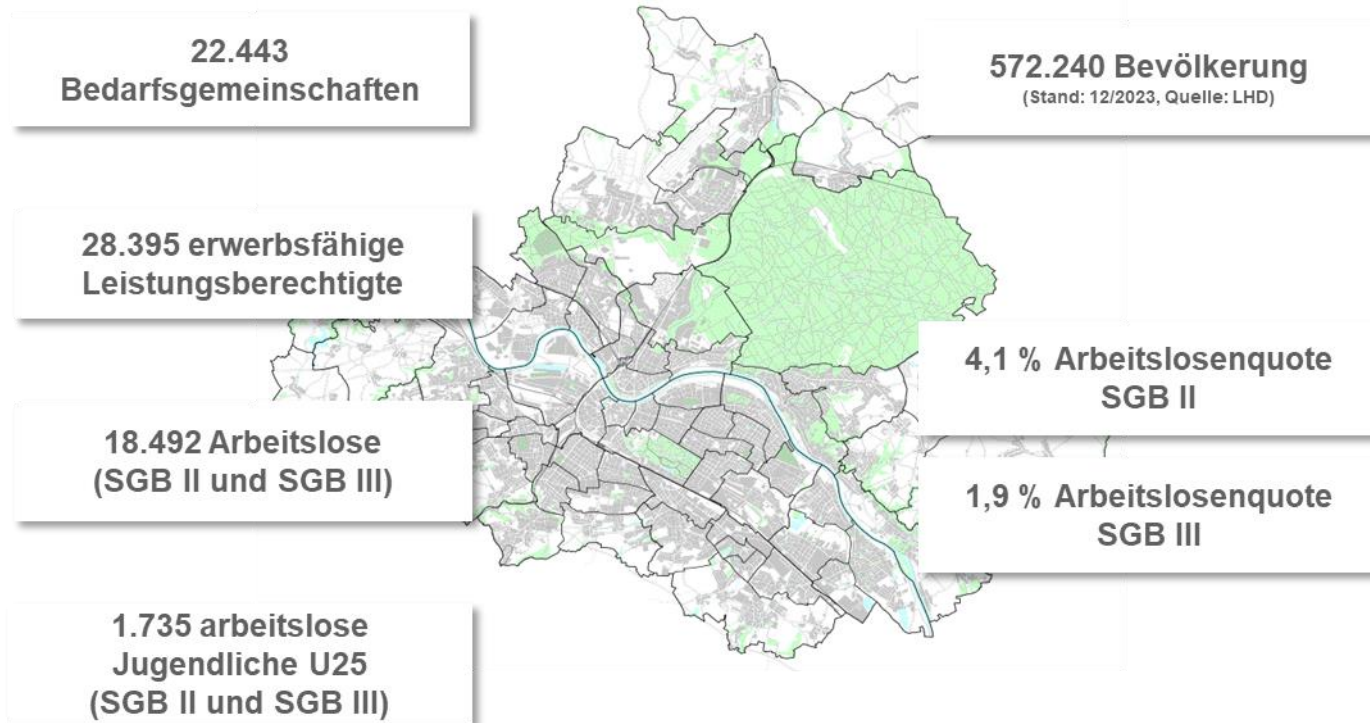 22.443
Bedarfsgemeinschaften
572.240 Bevölkerung
(Stand: 12/2023, Quelle: LHD)
28.395 erwerbsfähige
Leistungsberechtigte
4,1 % Arbeitslosenquote
SGB II
18.492 Arbeitslose
(SGB II und SGB III)
1,9 % Arbeitslosenquote
SGB III
1.735 arbeitslose
Jugendliche U25
(SGB II und SGB III)